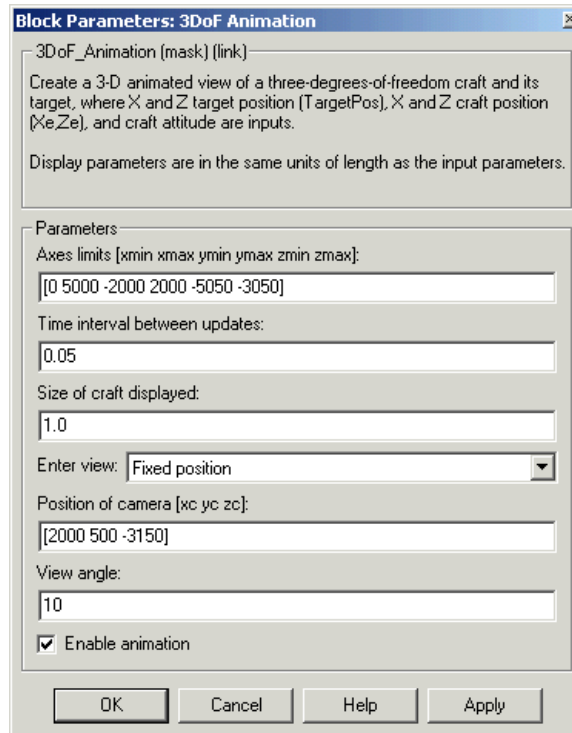 Block Parameters: 3DoF Animation
3DoF_Animation (mask) (link)
Create a 3-D animated view of a three-degrees-of-freedom craft and its
target, where X and Z target position (TargetPos), X and Z craft position
(Xe,Ze), and craft attitude are inputs.
Display parameters are in the same units of length as the input parameters.
Parameters
Axes limits [xmin xmax ymin ymax zmin zmax]:
[0 5000 -2000 2000 -5050 -3050]
Time interval between updates:
0.05
Size of craft displayed:
1.0
Enter view: Fixed position
Position of camera [xc yc zc]:
[2000 500 -3150]
View angle:
10
Enable animation
OK Cancel Help Apply